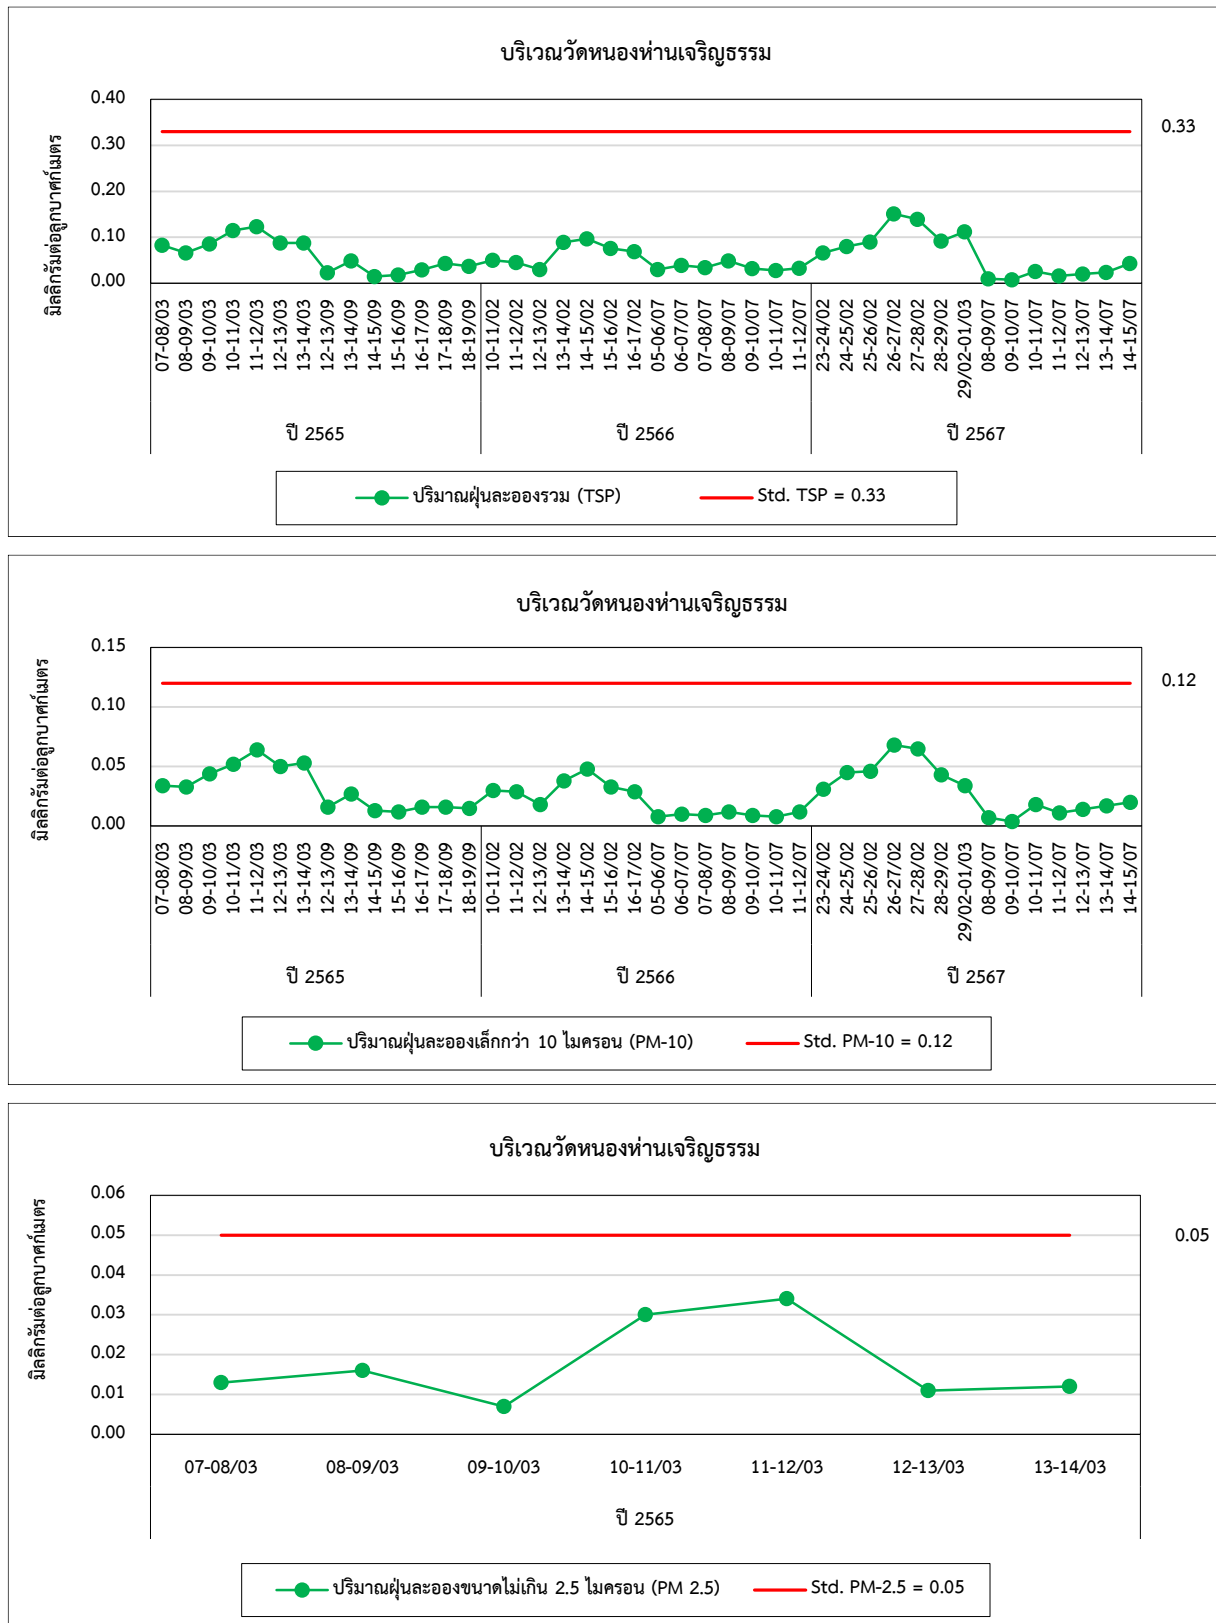 บริเวณวัดหนองห่านเจริญธรรม
มิลลิกรัมต่อลูกบาศก์เมตร
0.40
0.30
0.20
0.10
0.00
0.33
07-08/03 08-09/03 09-10/03 10-11/03 11-12/03 12-13/03 13-14/03 12-13/09 13-14/09 14-15/09 15-16/09 16-17/09 17-18/09 18-19/09 10-11/02 11-12/02 12-13/02 13-14/02 14-15/02 15-16/02 16-17/02 05-06/07 06-07/07 07-08/07 08-09/07 09-10/07 10-11/07 11-12/07 23-24/02 24-25/02 25-26/02 26-27/02 27-28/02 28-29/02 29/02-01/03 08-09/07 09-10/07 10-11/07 11-12/07 12-13/07 13-14/07 14-15/07
ปี 2565 ปี 2566 ปี 2567
ปริมาณฝุ่นละอองรวม (TSP) Std. TSP = 0.33
บริเวณวัดหนองห่านเจริญธรรม
มิลลิกรัมต่อลูกบาศก์เมตร
0.15
0.10
0.05
0.00
0.12
07-08/03 08-09/03 09-10/03 10-11/03 11-12/03 12-13/03 13-14/03 12-13/09 13-14/09 14-15/09 15-16/09 16-17/09 17-18/09 18-19/09 10-11/02 11-12/02 12-13/02 13-14/02 14-15/02 15-16/02 16-17/02 05-06/07 06-07/07 07-08/07 08-09/07 09-10/07 10-11/07 11-12/07 23-24/02 24-25/02 25-26/02 26-27/02 27-28/02 28-29/02 29/02-01/03 08-09/07 09-10/07 10-11/07 11-12/07 12-13/07 13-14/07 14-15/07
ปี 2565 ปี 2566 ปี 2567
ปริมาณฝุ่นละอองเล็กกว่า 10 ไมครอน (PM-10) Std. PM-10 = 0.12
บริเวณวัดหนองห่านเจริญธรรม
มิลลิกรัมต่อลูกบาศก์เมตร
0.06
0.05
0.04
0.03
0.02
0.01
0.00
0.05
07-08/03 08-09/03 09-10/03 10-11/03 11-12/03 12-13/03 13-14/03
ปี 2565
ปริมาณฝุ่นละอองขนาดไม่เกิน 2.5 ไมครอน (PM 2.5) Std. PM-2.5 = 0.05